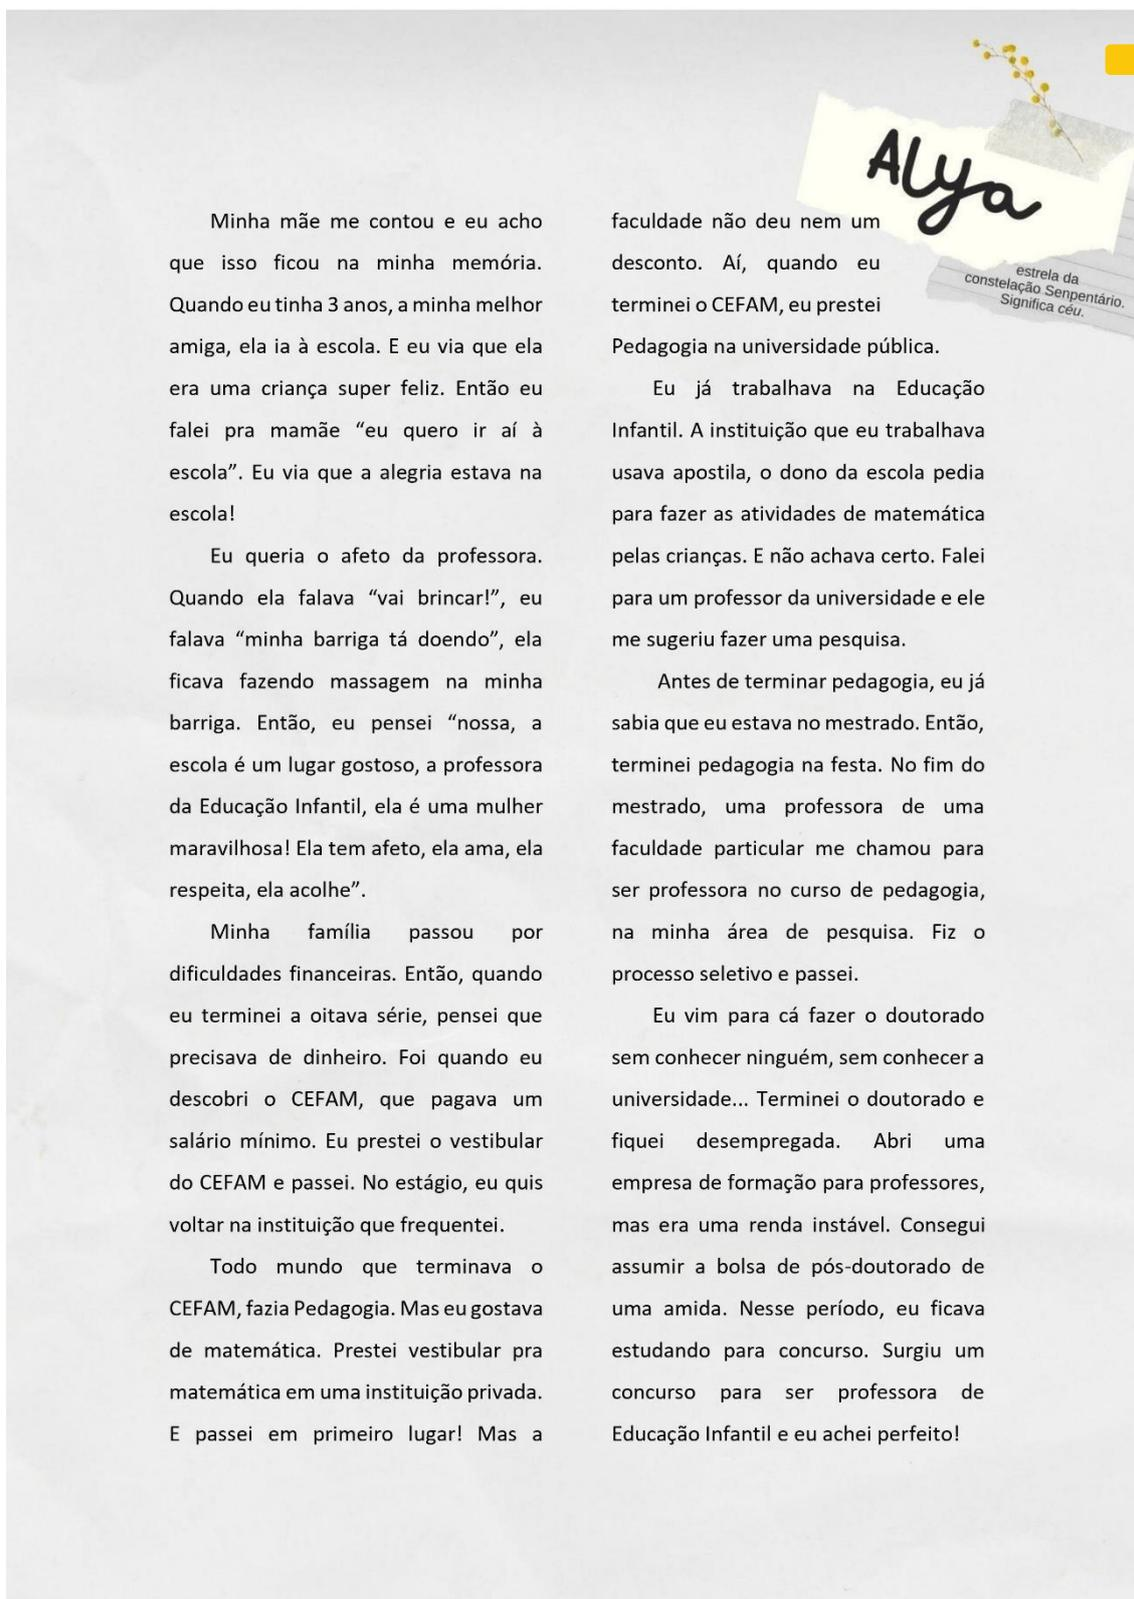 Alya
estrela da
constelação Senpentário.
Significa céu.
Minha mãe me contou e eu acho
que isso ficou na minha memória.
Quando eu tinha 3 anos, a minha melhor
amiga, ela ia à escola. E eu via que ela
era uma criança super feliz. Então eu
falei pra mamãe “eu quero ir aí à
escola”. Eu via que a alegria estava na
escola!
Eu queria o afeto da professora.
Quando ela falava “vai brincar!”, eu
falava “minha barriga tá doendo”, ela
ficava fazendo massagem na minha
barriga. Então, eu pensei “nossa, a
escola é um lugar gostoso, a professora
da Educação Infantil, ela é uma mulher
maravilhosa! Ela tem afeto, ela ama, ela
respeita, ela acolhe”.
Minha família passou por
dificuldades financeiras. Então, quando
eu terminei a oitava série, pensei que
precisava de dinheiro. Foi quando eu
descobri o CEFAM, que pagava um
salário mínimo. Eu prestei o vestibular
do CEFAM e passei. No estágio, eu quis
voltar na instituição que frequentei.
Todo mundo que terminava o
CEFAM, fazia Pedagogia. Mas eu gostava
de matemática. Prestei vestibular pra
matemática em uma instituição privada.
E passei em primeiro lugar! Mas a
faculdade não deu nem um
desconto. Aí, quando eu
terminei o CEFAM, eu prestei
Pedagogia na universidade pública.
Eu já trabalhava na Educação
Infantil. A instituição que eu trabalhava
usava apostila, o dono da escola pedia
para fazer as atividades de matemática
pelas crianças. E não achava certo. Falei
para um professor da universidade e ele
me sugeriu fazer uma pesquisa.
Antes de terminar pedagogia, eu já
sabia que eu estava no mestrado. Então,
terminei pedagogia na festa. No fim do
mestrado, uma professora de uma
faculdade particular me chamou para
ser professora no curso de pedagogia,
na minha área de pesquisa. Fiz o
processo seletivo e passei.
Eu vim para cá fazer o doutorado
sem conhecer ninguém, sem conhecer a
universidade... Terminei o doutorado e
fiquei desempregada. Abri uma
empresa de formação para professores,
mas era uma renda instável. Consegui
assumir a bolsa de pós-doutorado de
uma amida. Nesse período, eu ficava
estudando para concurso. Surgiu um
concurso para ser professora de
Educação Infantil e eu achei perfeito!